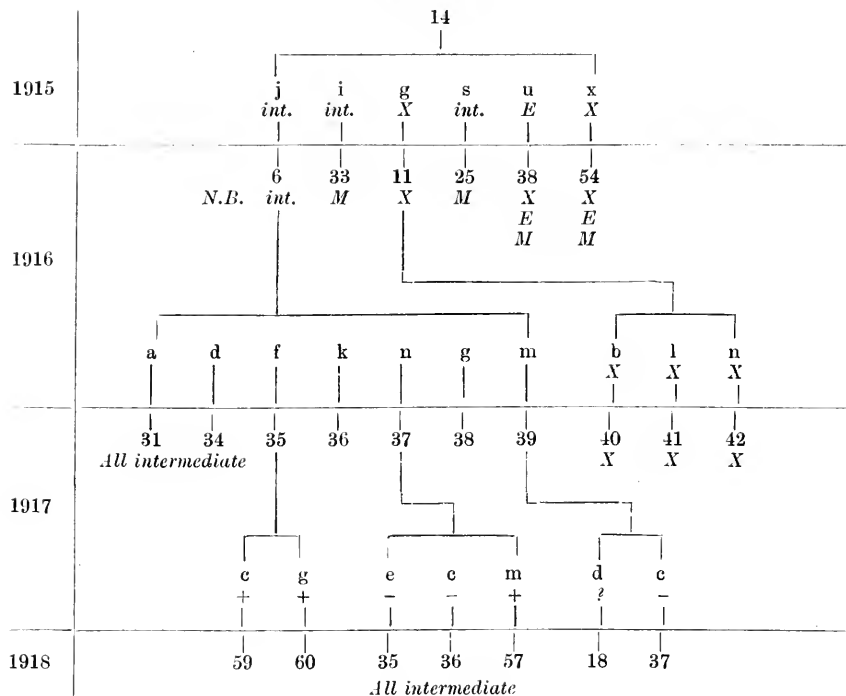 14
1915 j i g s u x
int. int. X int. E X
6 33 11 25 38 54
N.B. int. M X M X X
E E
M M
1916
a d f k n g m b l n
X X X
31 34 35 36 37 38 39 40 41 42
All intermediate X X X
1917
c g e c m d c
+ + – – + ? –
1918 59 60 35 36 57 18 37
All intermediate